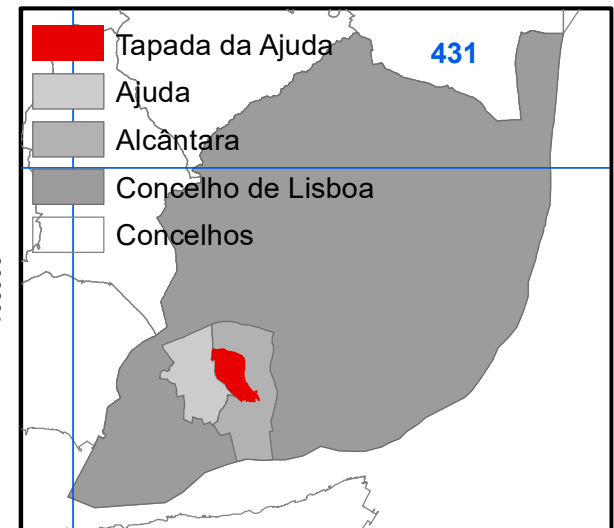 Tapada da Ajuda
431
Ajuda
Alcântara
Concelho de Lisboa
Concelhos